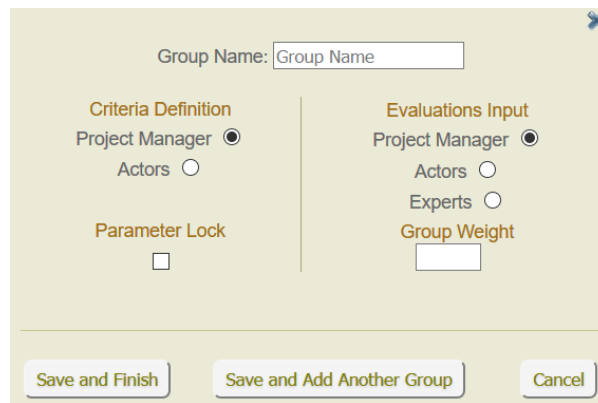 Group Name: Group Name
Criteria Definition
Project Manager
Actors
Parameter Lock
Evaluations Input
Project Manager
Actors
Experts
Group Weight
Save and Finish
Save and Add Another Group
Cancel